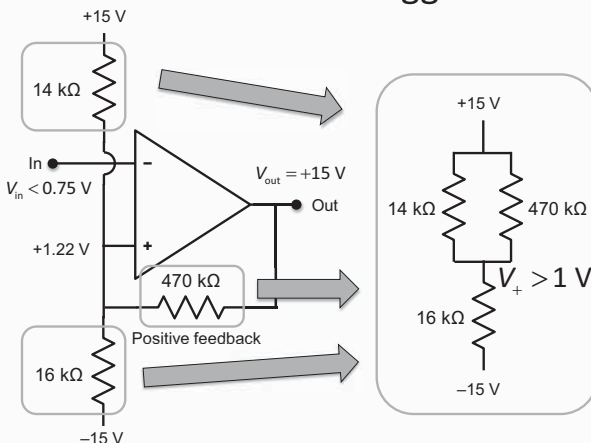 gg
+15 V
14 kΩ
In
V_in < 0.75 V
V_out = +15 V
Out
−
+
+1.22 V
470 kΩ
Positive feedback
16 kΩ
−15 V
+15 V
14 kΩ
470 kΩ
V_+ > 1 V
16 kΩ
−15 V